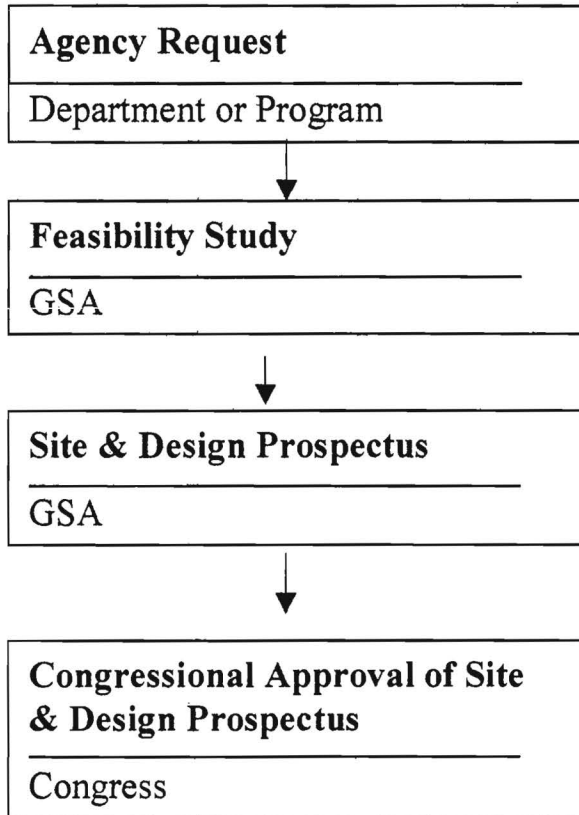 Agency Request
Department or Program
Feasibility Study
GSA
Site & Design Prospectus
GSA
Congressional Approval of Site
& Design Prospectus
Congress